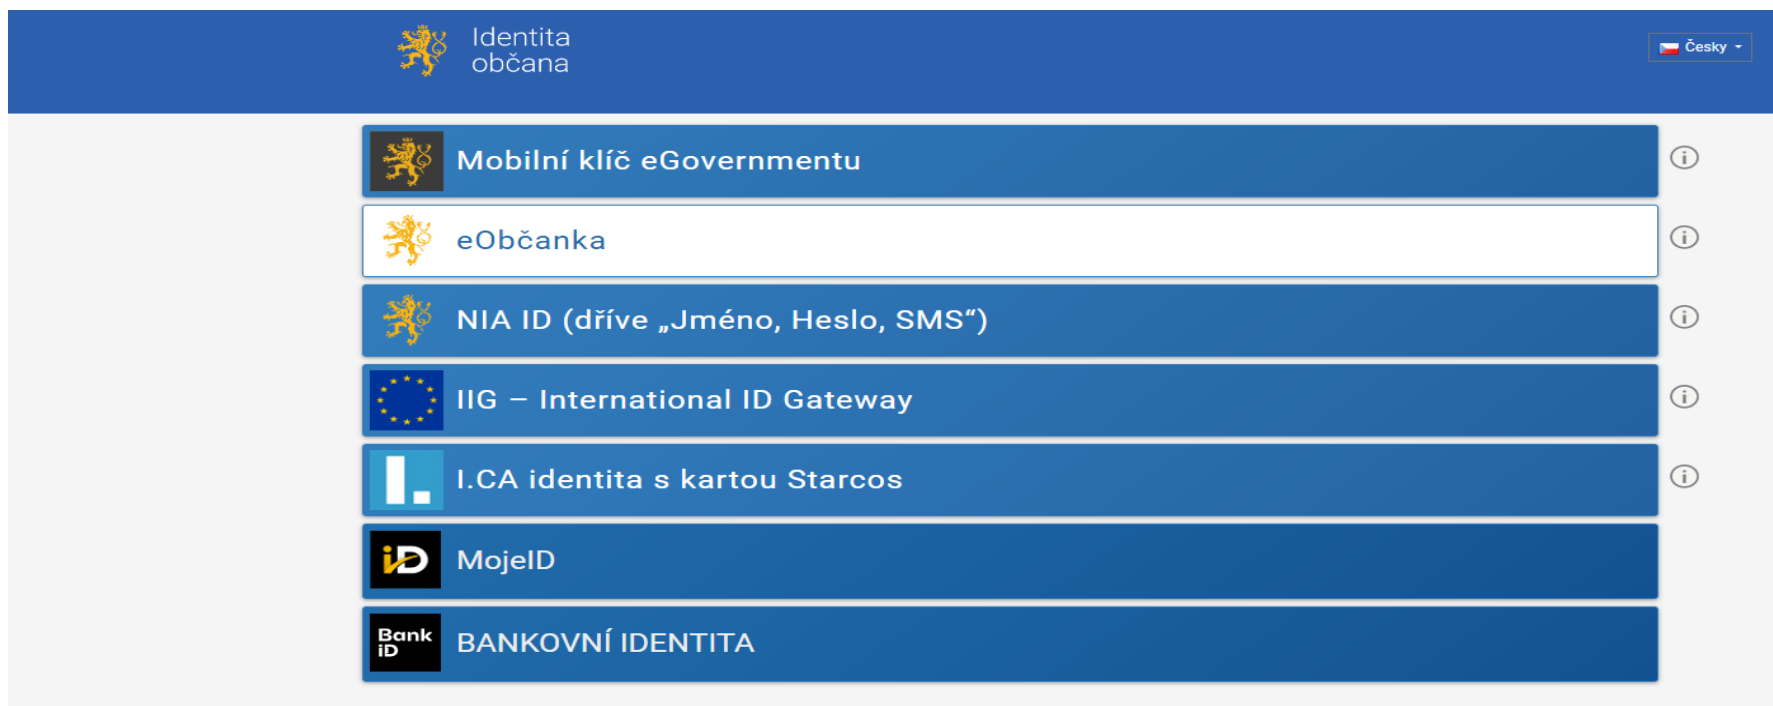 Identita
občana
Česky
Mobilní klíč eGovernmentu
eObčanka
NIA ID (dříve „Jméno, Heslo, SMS“)
IIG – International ID Gateway
I.
I.CA identita s kartou Starcos
iD
MojeID
Bank
iD
BANKOVNÍ IDENTITA